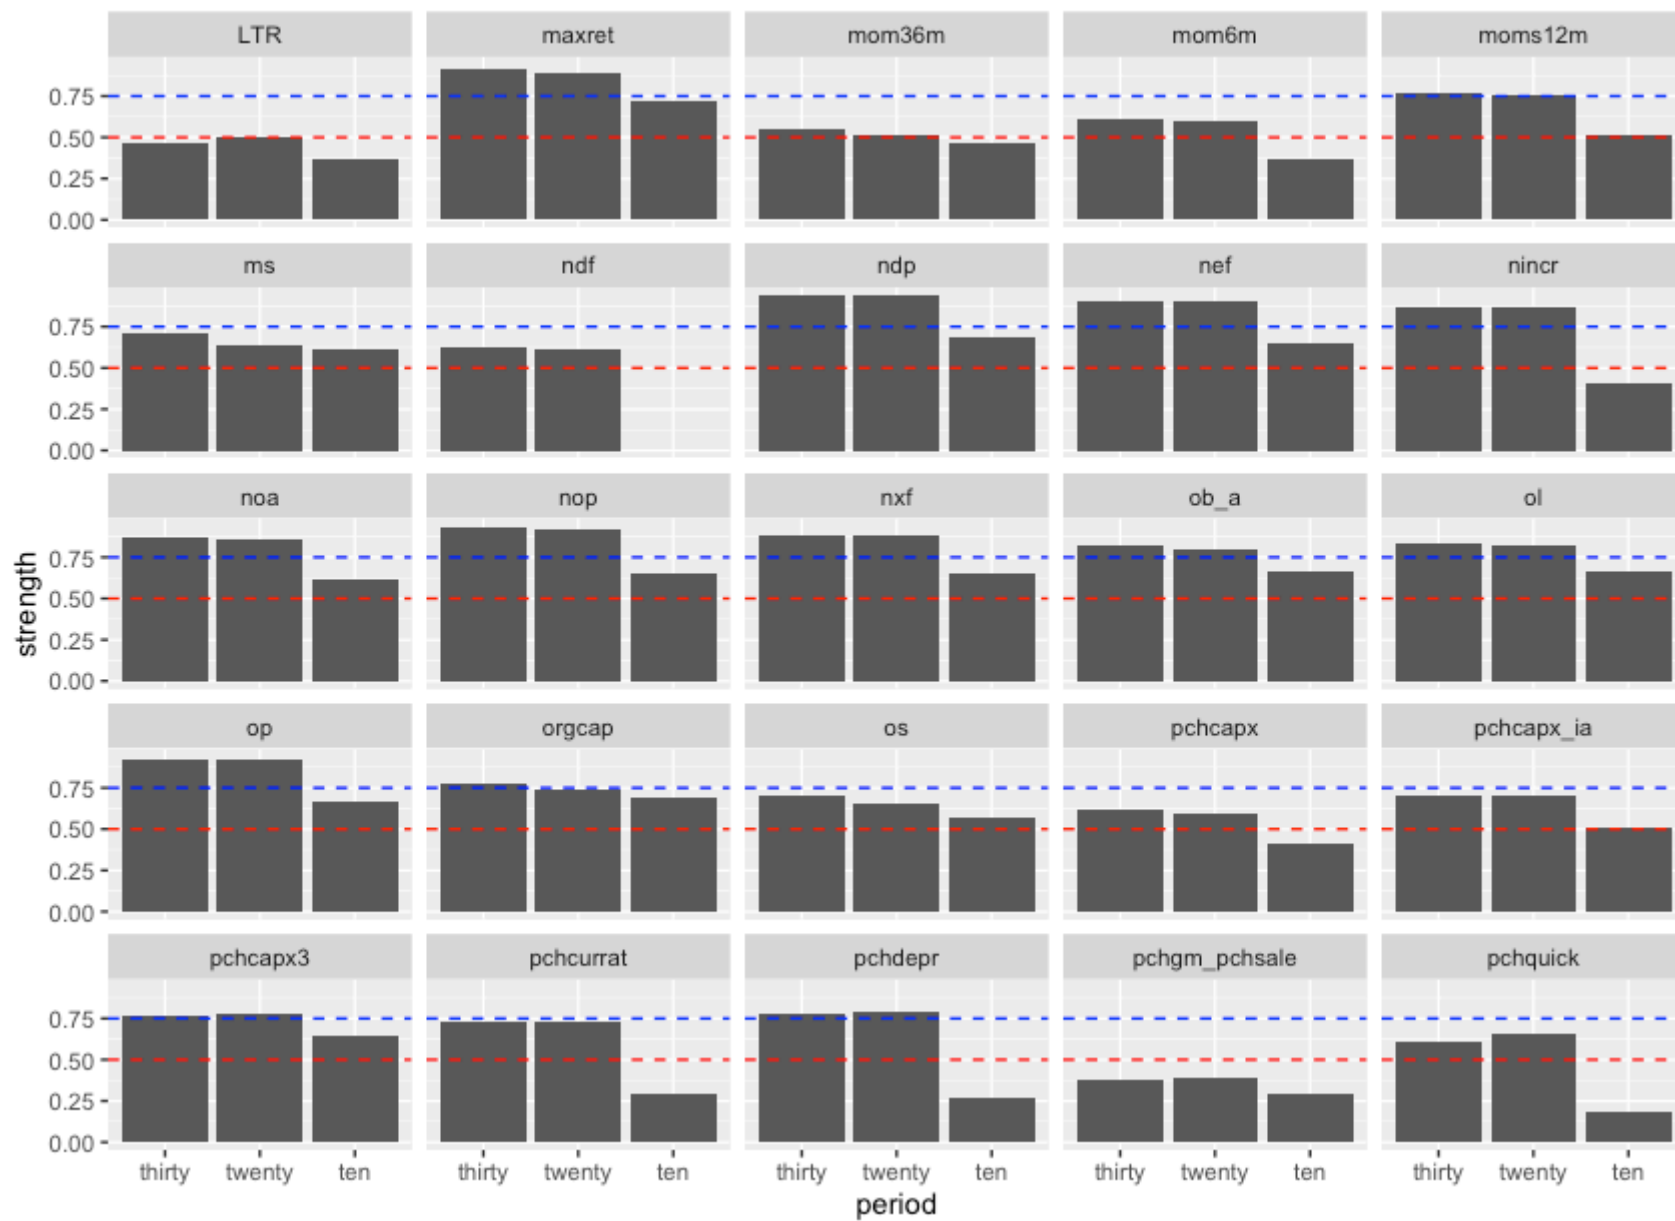 LTR maxret mom36m mom6m moms12m
0.75
0.50
0.25
0.00
ms ndf ndp nef nincr
0.75
0.50
0.25
0.00
noa nop nxf ob_a ol
0.75
0.50
0.25
0.00
op orgcap os pchcapx pchcapx_ia
0.75
0.50
0.25
0.00
pchcapx3 pchcurrat pchdepr pchgm_pchsale pchquick
0.75
0.50
0.25
0.00
thirty twenty ten thirty twenty ten thirty twenty ten thirty twenty ten thirty twenty ten
period
strength